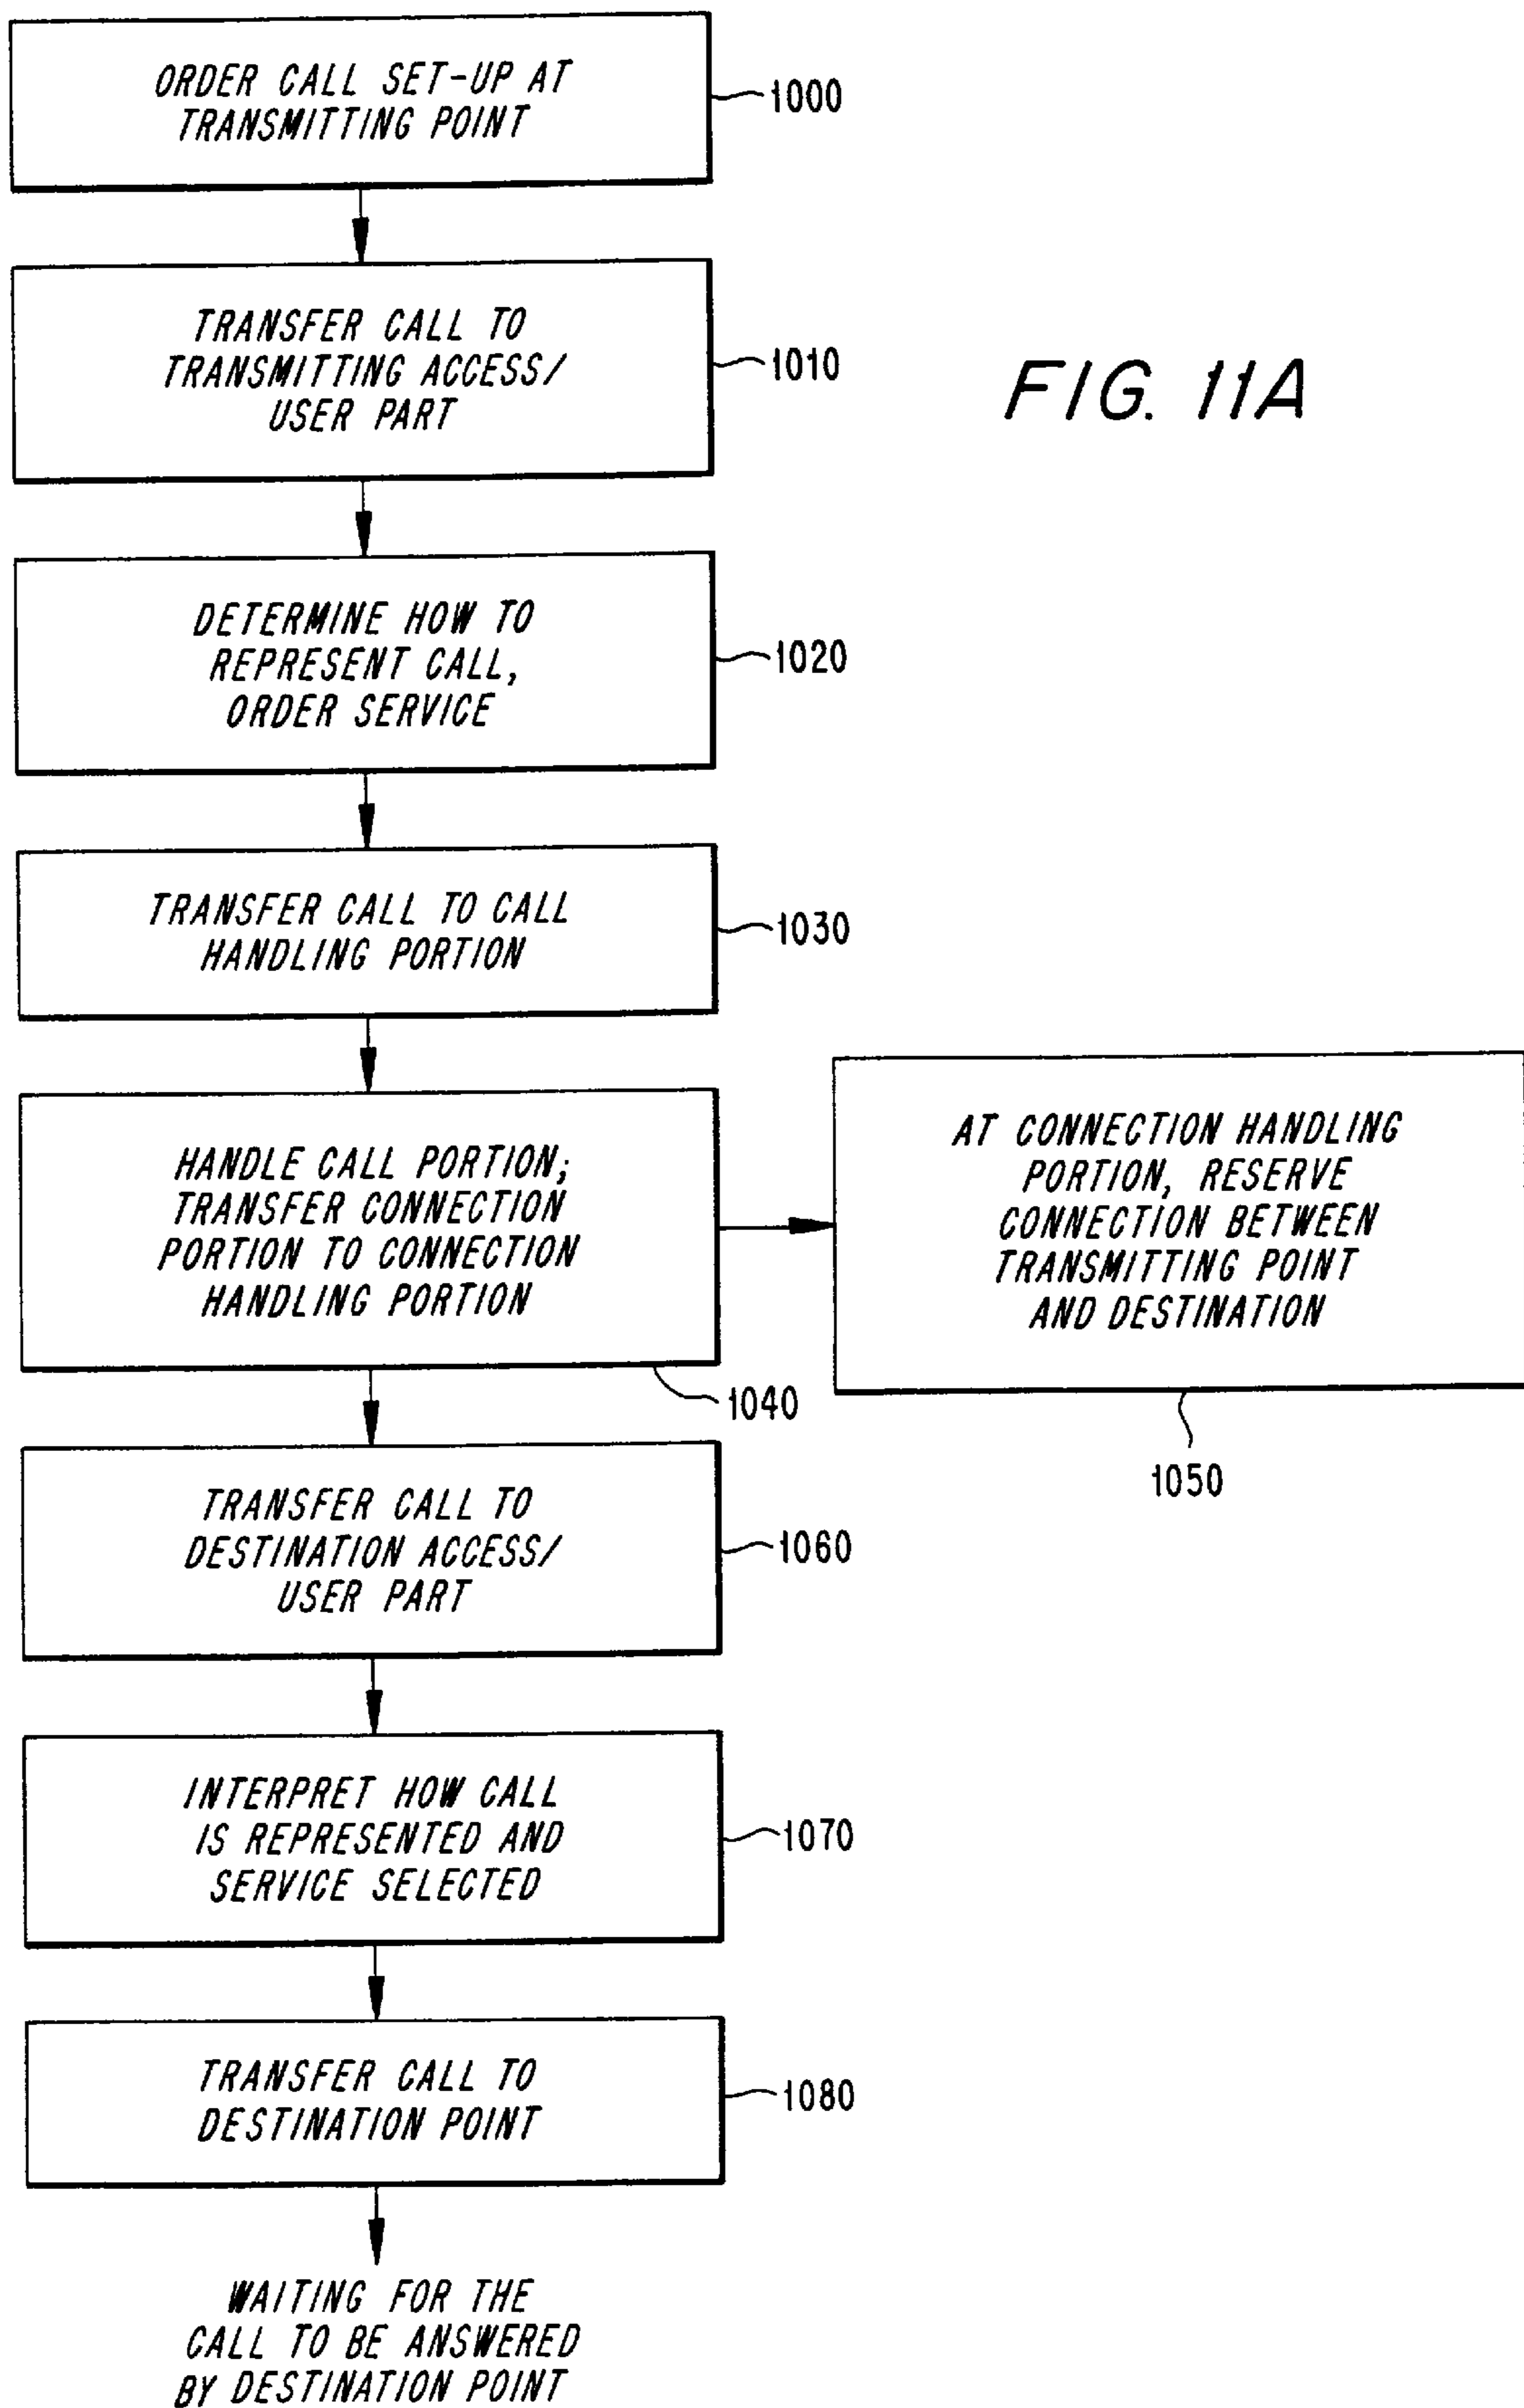 ORDER CALL SET-UP AT
TRANSMITTING POINT
1000
TRANSFER CALL TO
TRANSMITTING ACCESS/
USER PART
1010
FIG. 11A
DETERMINE HOW TO
REPRESENT CALL,
ORDER SERVICE
1020
TRANSFER CALL TO CALL
HANDLING PORTION
1030
HANDLE CALL PORTION;
TRANSFER CONNECTION
PORTION TO CONNECTION
HANDLING PORTION
1040
AT CONNECTION HANDLING
PORTION, RESERVE
CONNECTION BETWEEN
TRANSMITTING POINT
AND DESTINATION
1050
TRANSFER CALL TO
DESTINATION ACCESS/
USER PART
1060
INTERPRET HOW CALL
IS REPRESENTED AND
SERVICE SELECTED
1070
TRANSFER CALL TO
DESTINATION POINT
1080
WAITING FOR THE
CALL TO BE ANSWERED
BY DESTINATION POINT